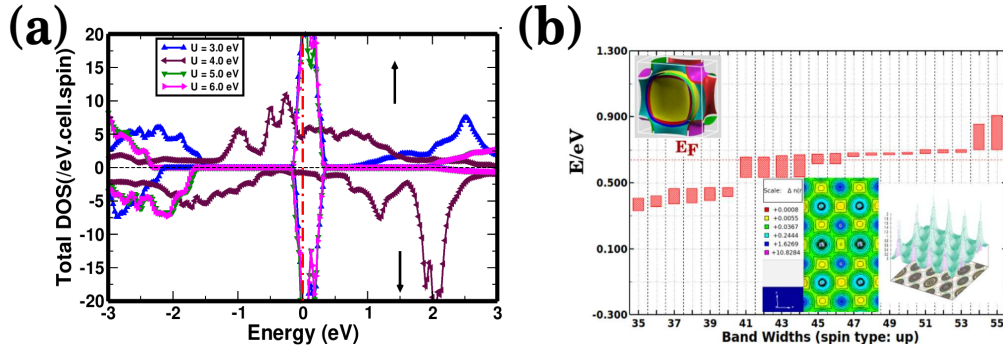 (a)
Total DOS(/eV.cell.spin)
20
15
10
5
0
-5
-10
-15
-20
U = 3.0 eV
U = 4.0 eV
U = 5.0 eV
U = 6.0 eV
-3 -2 -1 0 1 2 3
Energy (eV)
(b)
E/eV
1.300
0.900
0.500
0.100
-0.300
EF
Scale: Δ n(r
+0.0008
+0.0055
+0.0367
+0.2444
+1.6269
+10.8284
35 37 39 41 43 45 47 49 51 53 55
Band Widths (spin type: up)